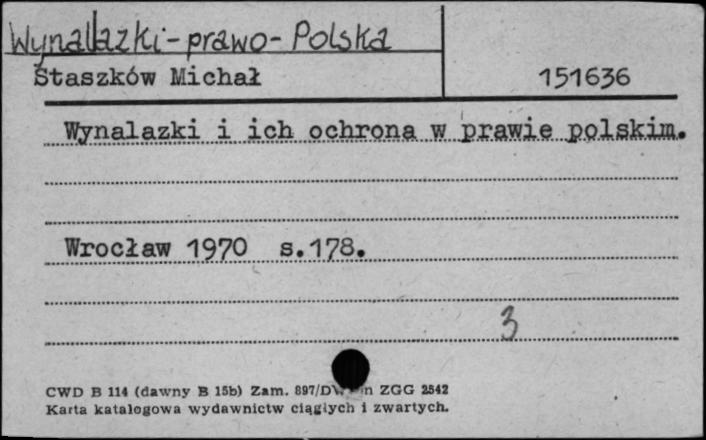 Wynalazki - prawo - Polska
Staszków Michał 151636
Wynalazki i ich ochrona w prawie polskim.
Wrocław 1970 s.178.
3
CWD B 114 (dawny B 15b) Zam. 897/ ZGG 2542
Karta katalogowa wydawnictw ciągłych i zwartych.